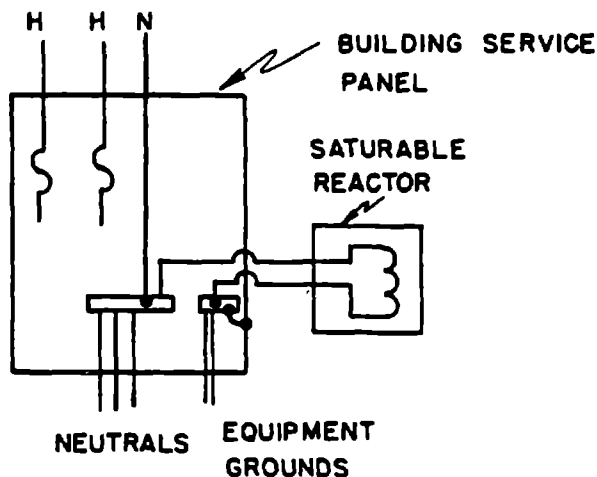 H H N
BUILDING SERVICE
PANEL
SATURABLE
REACTOR
NEUTRALS
EQUIPMENT
GROUNDS